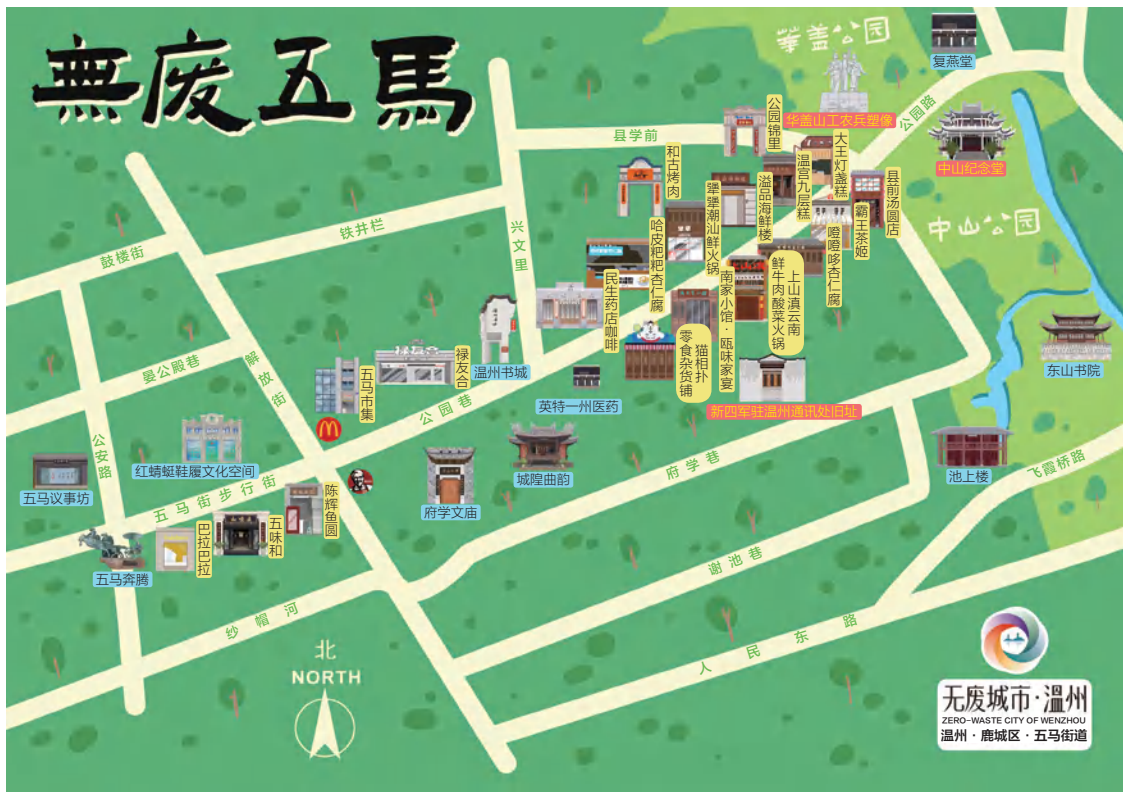 無废五馬
華盖公园
复燕堂
华盖山工农兵塑像
公园路
公园锦里
县学前
大王灯盏糕
中山纪念堂
和古烤肉
温宫九层糕
县前汤圆店
溢品海鲜楼
犟犟潮汕鲜火锅
霸王茶姬
中山公园
兴文里
铁井栏
鼓楼街
哈皮粑粑杏仁腐
噔噔哆杏仁腐
上山滇云南
鲜牛肉酸菜火锅
南家小馆·瓯味家宴
民生药店咖啡
猫相扑
零食杂货铺
禄友合
禄友合
温州书城
东山书院
晏公殿巷
解放街
五马市集
公园巷
英特一州医药
新四军驻温州通讯处旧址
公安路
红蜻蜓鞋履文化空间
城隍曲韵
府学巷
池上楼
飞霞桥路
五马议事坊
五马街步行街
KFC
陈辉鱼圆
府学文庙
五味和
巴拉巴拉
五马奔腾
谢池巷
纱帽河
人民东路
北
NORTH
无废城市·温州
ZERO-WASTE CITY OF WENZHOU
温州·鹿城区·五马街道